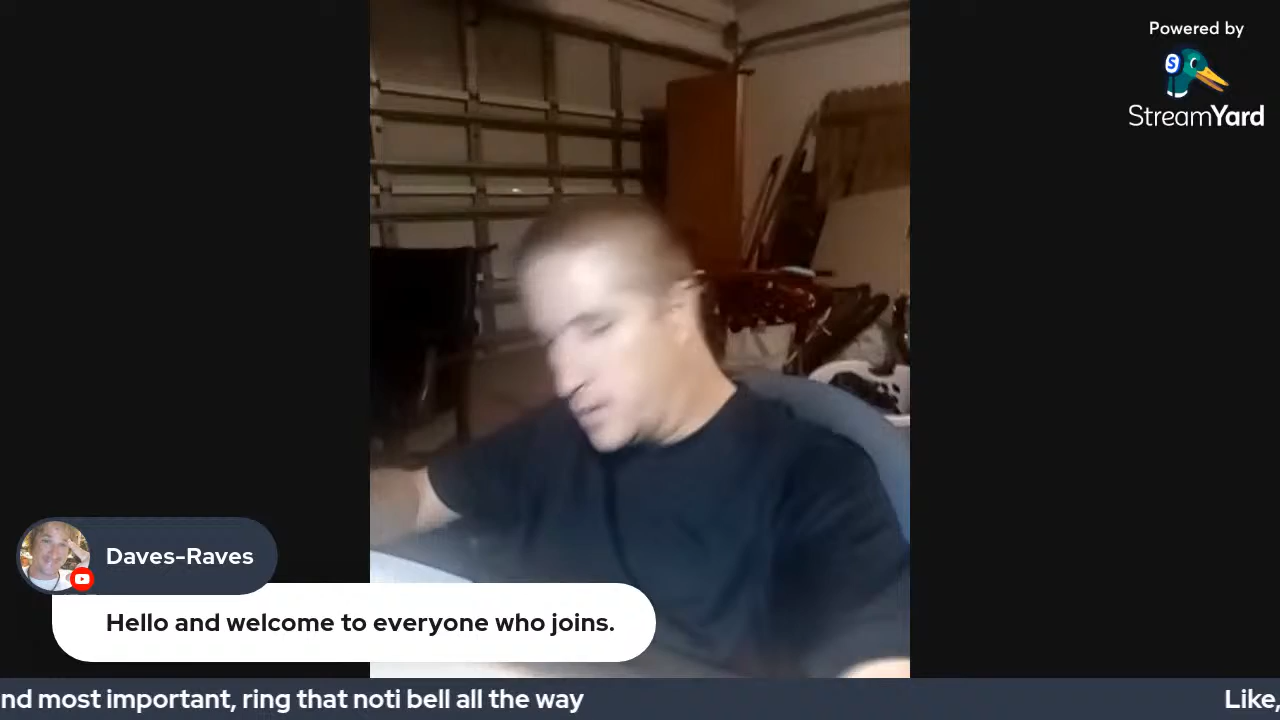 Powered by
StreamYard
Daves-Raves
Hello and welcome to everyone who joins.
nd most important, ring that noti bell all the way
Like,